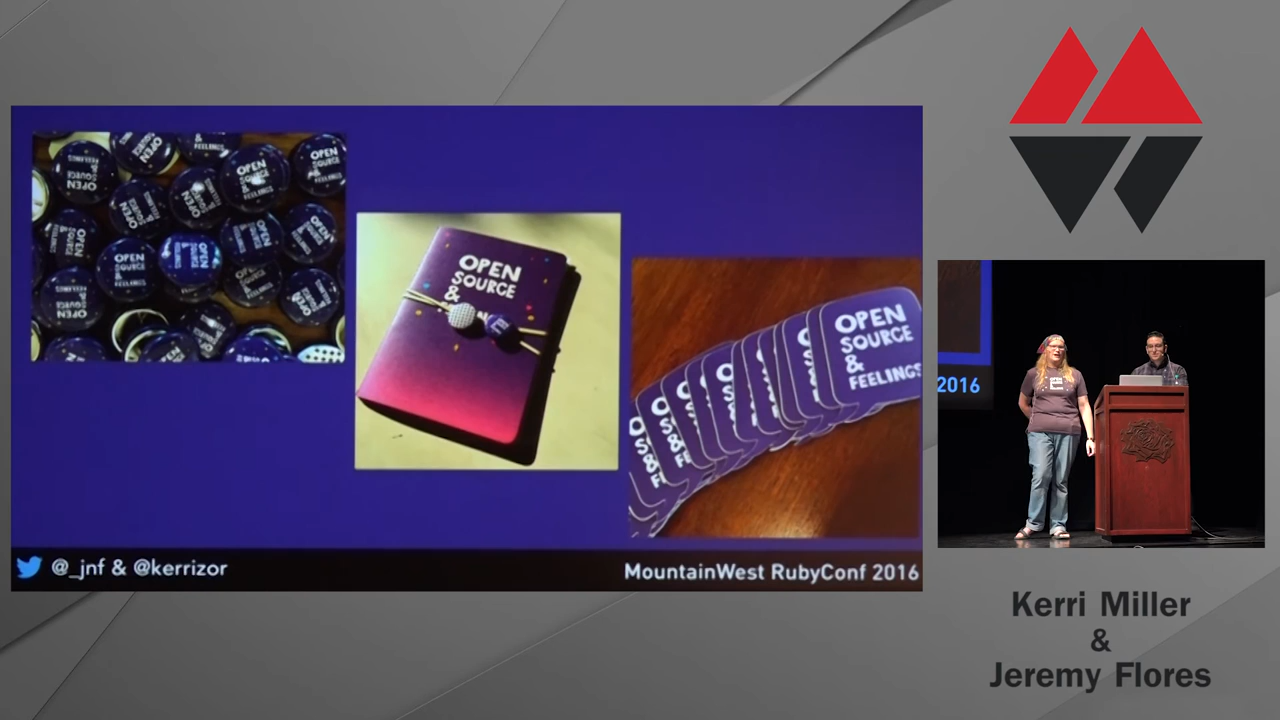 OPEN
SOURCE
&
FEELINGS
OPEN
SOURCE
&
OPEN
SOURCE
&
FEELINGS
@_jnf & @kerrizor
MountainWest RubyConf 2016
2016
Kerri Miller
&
Jeremy Flores